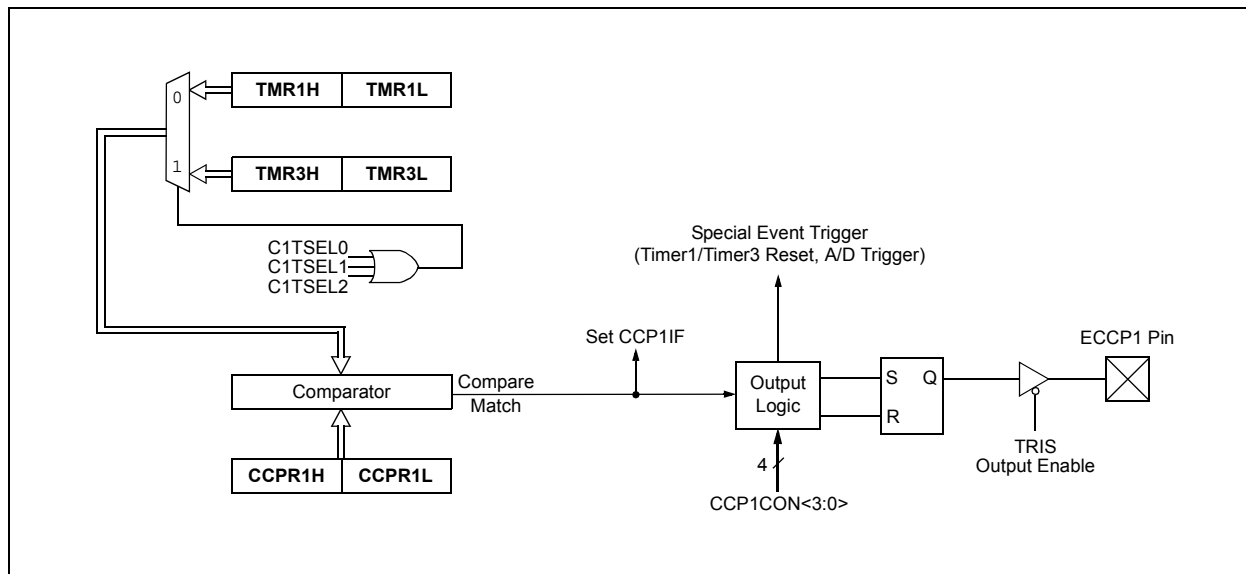 0
TMR1H TMR1L
1
TMR3H TMR3L
C1TSEL0
C1TSEL1
C1TSEL2
Special Event Trigger
(Timer1/Timer3 Reset, A/D Trigger)
Set CCP1IF
ECCP1 Pin
Comparator
Compare
Match
Output
Logic
S Q
R
TRIS
Output Enable
CCPR1H CCPR1L
4
CCP1CON<3:0>